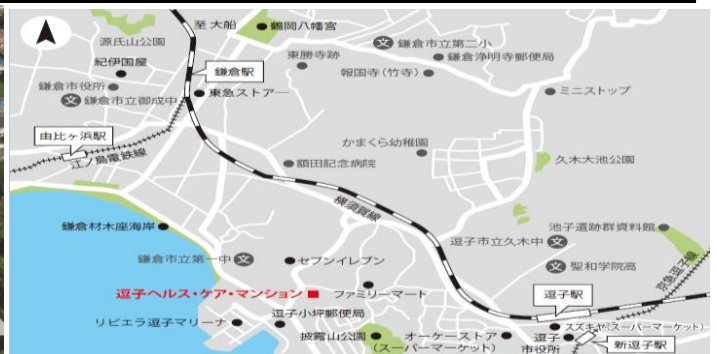 至 大船
鶴岡八幡宮
源氏山公園
東勝寺跡
文 鎌倉市立第二小
鎌倉浄明寺郵便局
紀伊国屋
鎌倉駅
報国寺(竹寺)
鎌倉市役所
東急ストアー
ミニストップ
文 鎌倉市立御成中
由比ヶ浜駅
江ノ島電鉄線
かまくら幼稚園
額田記念病院
久木大池公園
横須賀線
鎌倉材木座海岸
池子遺跡群資料館
逗子市立久木中 文
鎌倉市立第一中 文
セブンイレブン
文 聖和学院高
京急逗子線
逗子ヘルス・ケア・マンション
ファミリーマート
逗子駅
リビエラ逗子マリーナ
逗子小坪郵便局
披露山公園
オーケーストア
(スーパーマーケット)
スズキヤ(スーパーマーケット)
逗子
市役所
新逗子駅